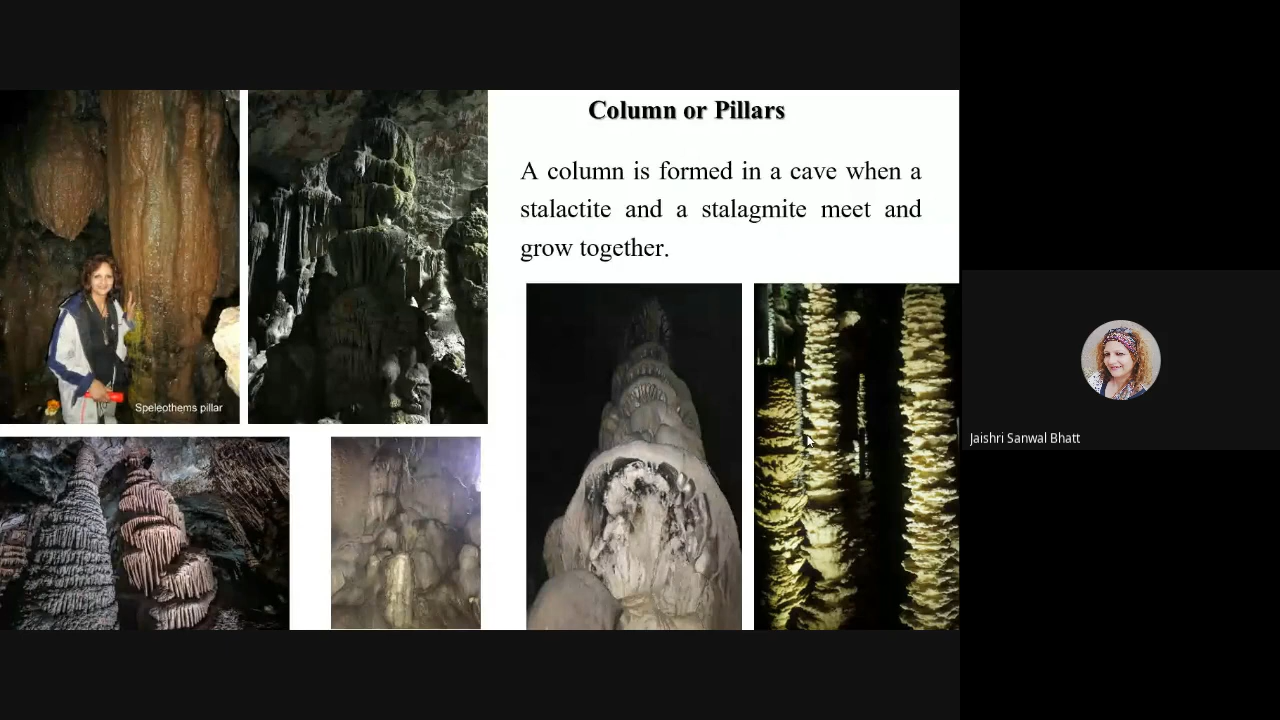 Column or Pillars
A column is formed in a cave when a
stalactite and a stalagmite meet and
grow together.
Speleothems pillar
Jaishri Sanwal Bhatt